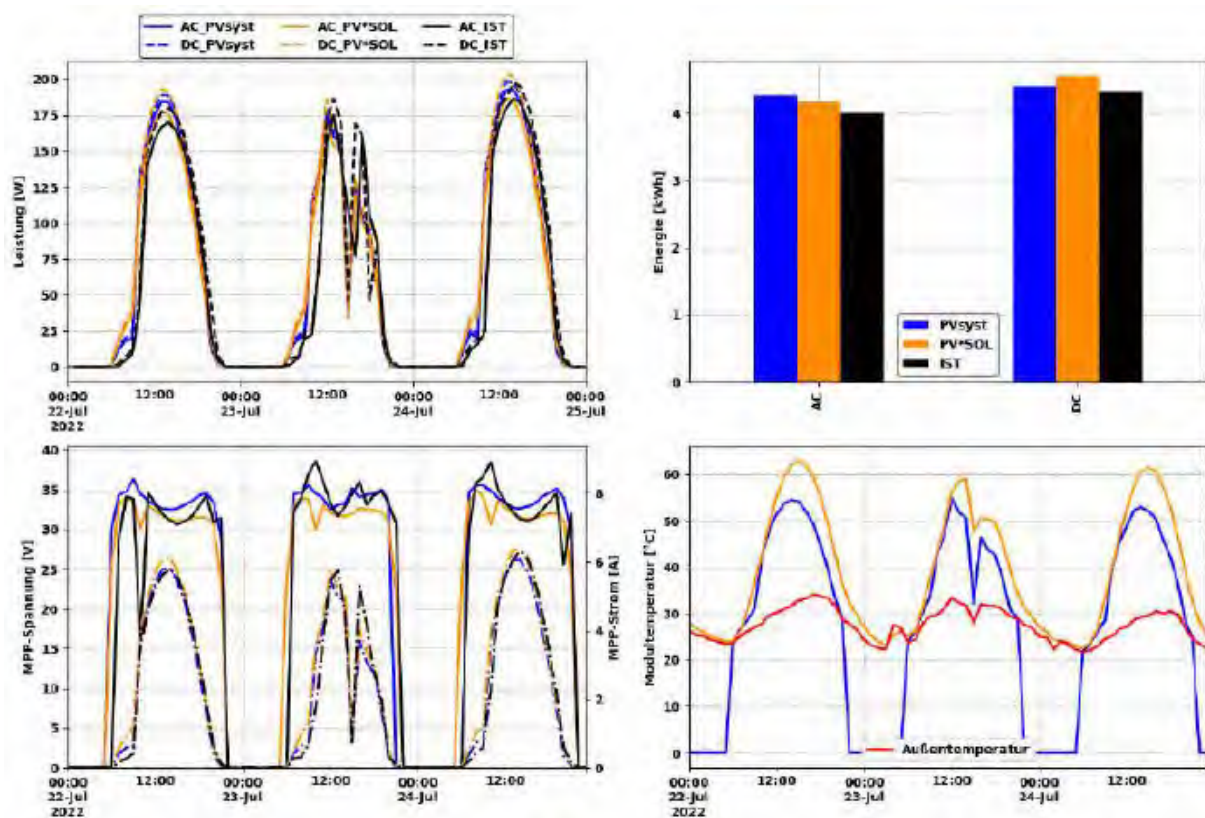 AC_PVsyst AC_PV*SOL AC_IST
DC_PVsyst DC_PV*SOL DC_IST
Leistung [W]
200
175
150
125
100
75
50
25
0
00:00 12:00 00:00 12:00 00:00 12:00 00:00
22-Jul 23-Jul 24-Jul 25-Jul
2022
Energie [kWh]
4
3
2
1
0
PVsyst
PV*SOL
IST
AC DC
MPP-Spannung [V]
40
35
30
25
20
15
10
5
0
MPP-Strom [A]
8
6
4
2
0
00:00 12:00 00:00 12:00 00:00 12:00
22-Jul 23-Jul 24-Jul
2022
Modultemperatur [°C]
60
50
40
30
20
10
0
Außentemperatur
00:00 12:00 00:00 12:00 00:00 12:00
22-Jul 23-Jul 24-Jul
2022